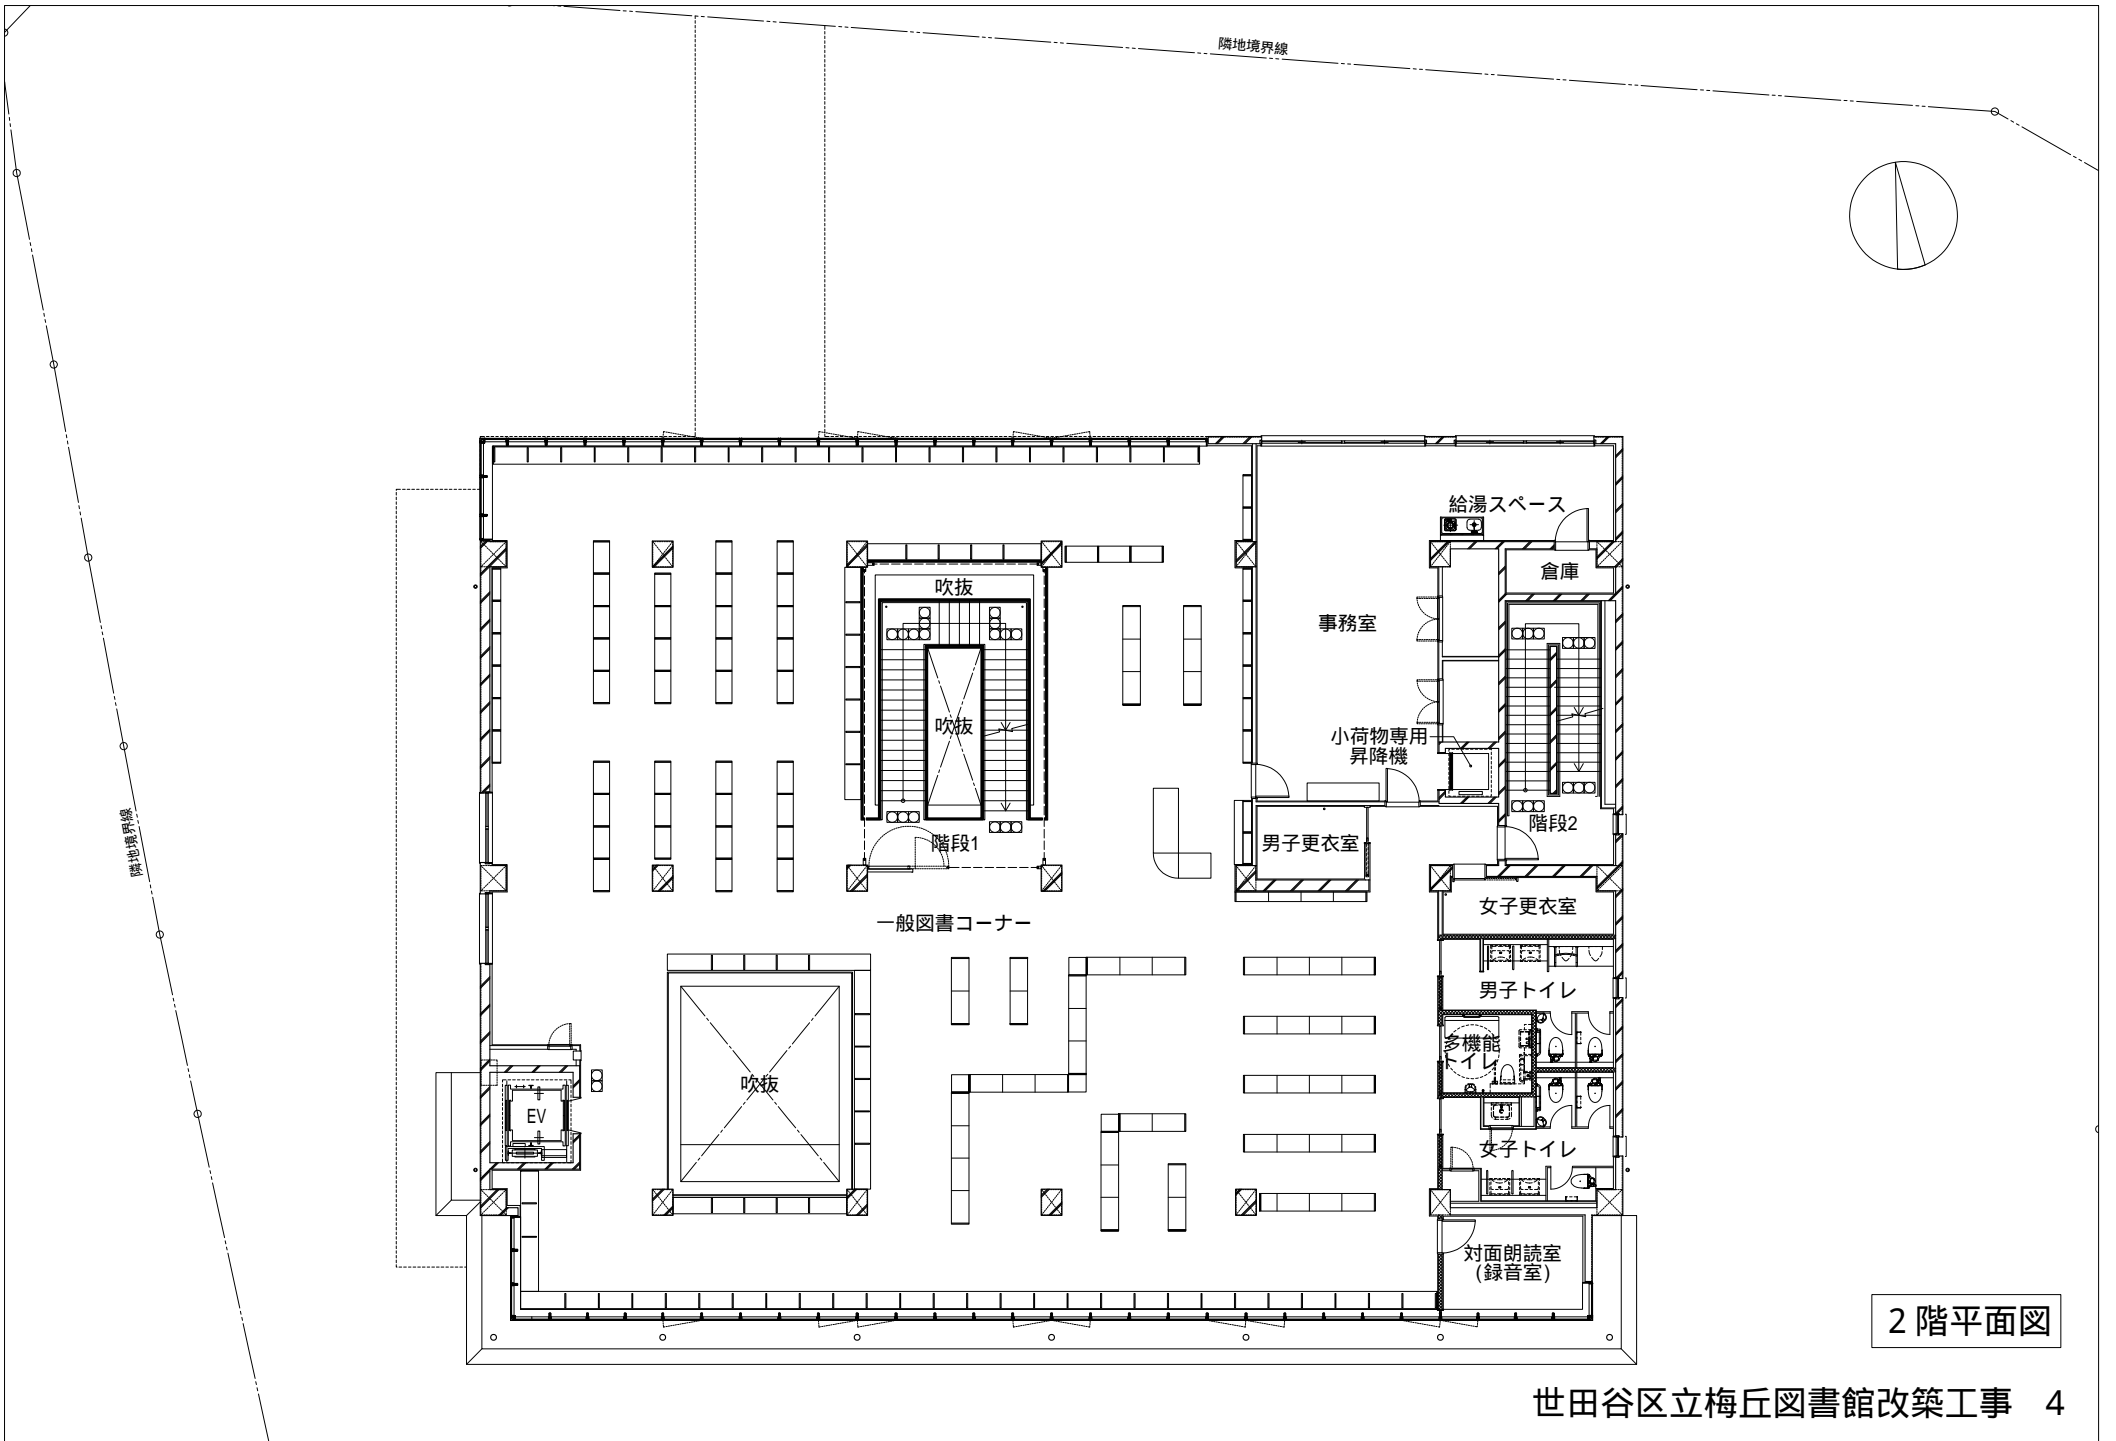 隣地境界線
給湯スペース
倉庫
吹抜
事務室
吹抜
小荷物専用
昇降機
隣地境界線
階段1
男子更衣室
階段2
女子更衣室
一般図書コーナー
男子トイレ
多機能
トイレ
吹抜
EV
女子トイレ
対面朗読室
(録音室)
2階平面図
世田谷区立梅丘図書館改築工事 4